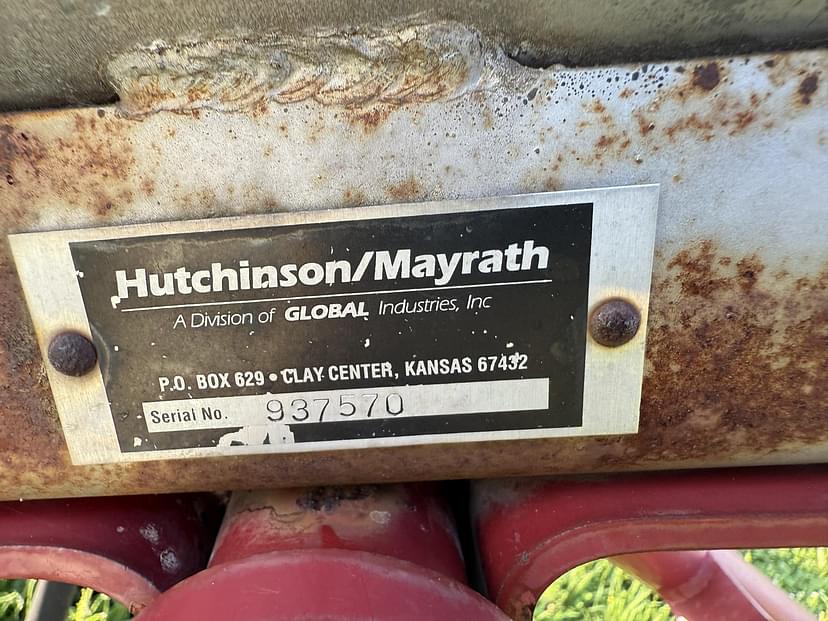 Hutchinson/Mayrath
A Division of GLOBAL Industries, Inc
P.O. BOX 629 • CLAY CENTER, KANSAS 67432
Serial No. 937570